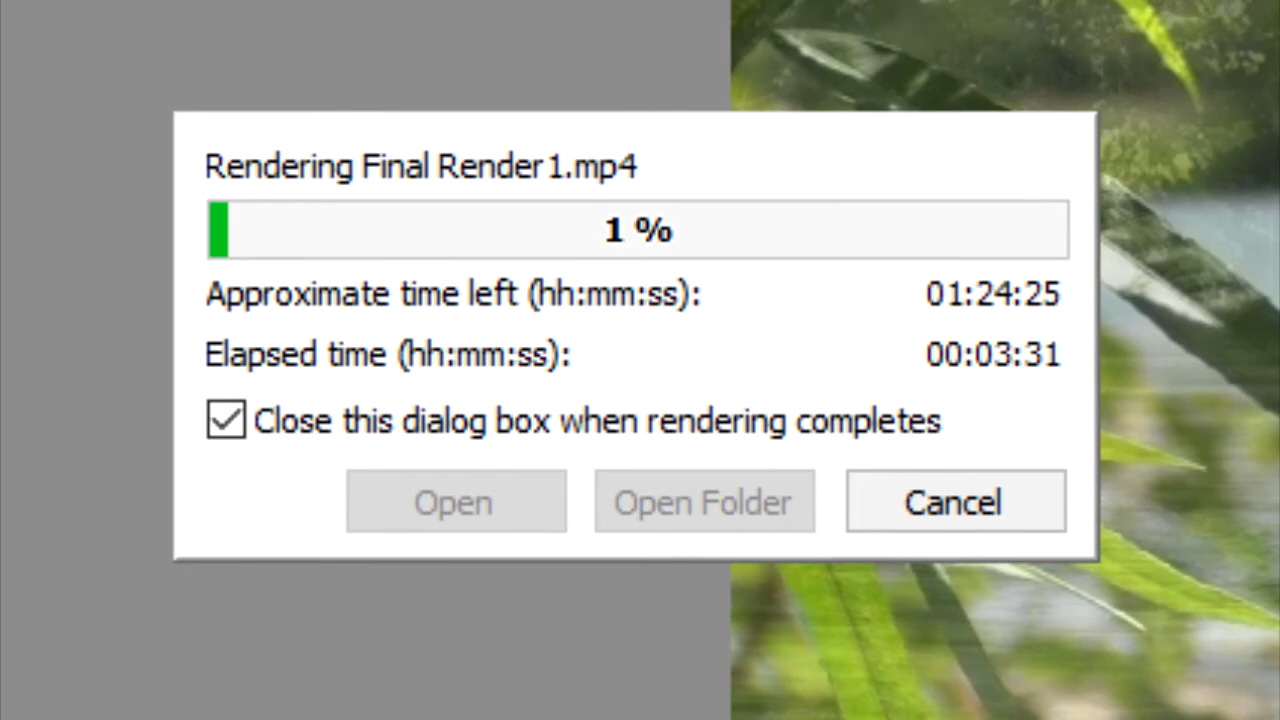 Rendering Final Render1.mp4
1 %
Approximate time left (hh:mm:ss): 01:24:25
Elapsed time (hh:mm:ss): 00:03:31
Close this dialog box when rendering completes
Open Open Folder Cancel